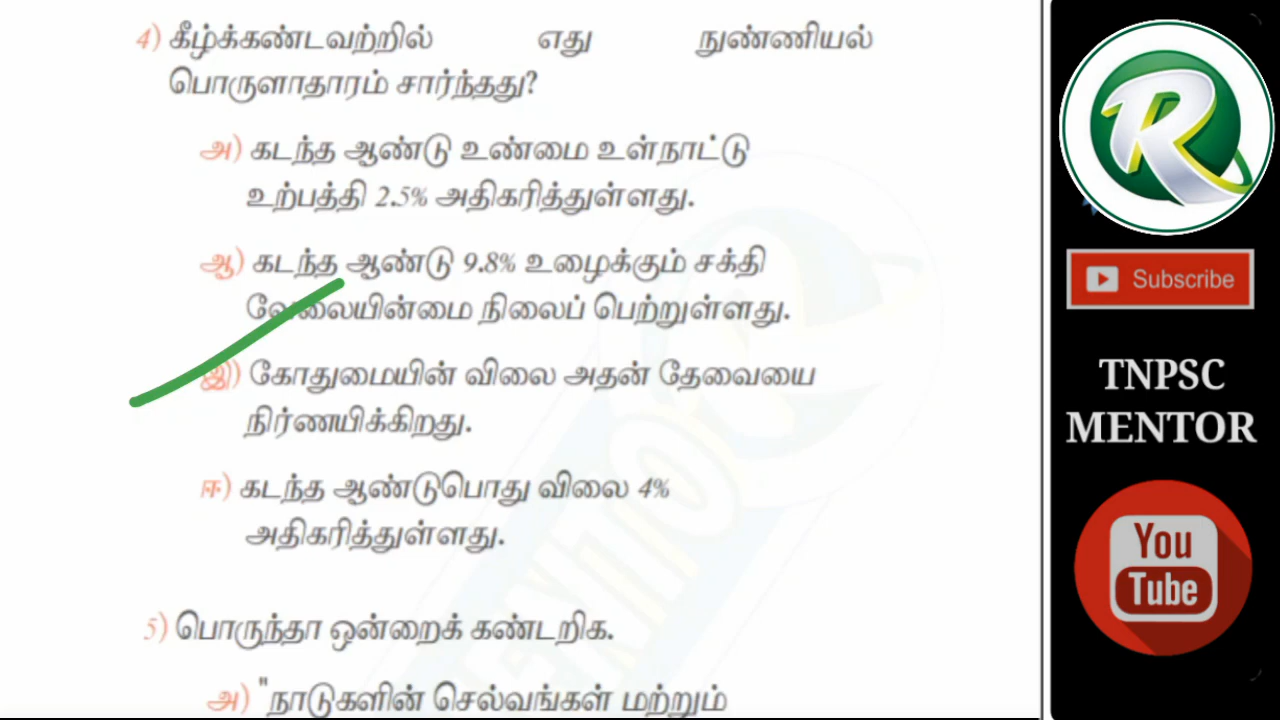 4) கீழ்க்கண்டவற்றில் எது நுண்ணியல்
பொருளாதாரம் சார்ந்தது?
அ) கடந்த ஆண்டு உண்மை உள்நாட்டு
உற்பத்தி 2.5% அதிகரித்துள்ளது.
ஆ) கடந்த ஆண்டு 9.8% உழைக்கும் சக்தி
வேலையின்மை நிலைப் பெற்றுள்ளது.
இ) கோதுமையின் விலை அதன் தேவையை
நிர்ணயிக்கிறது.
ஈ) கடந்த ஆண்டுபொது விலை 4%
அதிகரித்துள்ளது.
5) பொருந்தா ஒன்றைக் கண்டறிக.
அ) "நாடுகளின் செல்வங்கள் மற்றும்
R
Subscribe
TNPSC
MENTOR
You
Tube